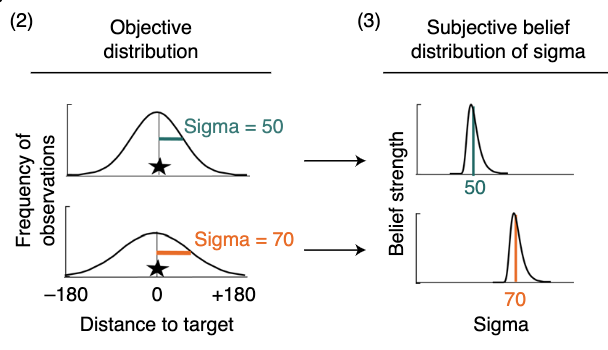 (2)
Objective
distribution
(3)
Subjective belief
distribution of sigma
Frequency of
observations
Sigma = 50
Sigma = 70
−180 0 +180
Distance to target
Belief strength
50
70
Sigma